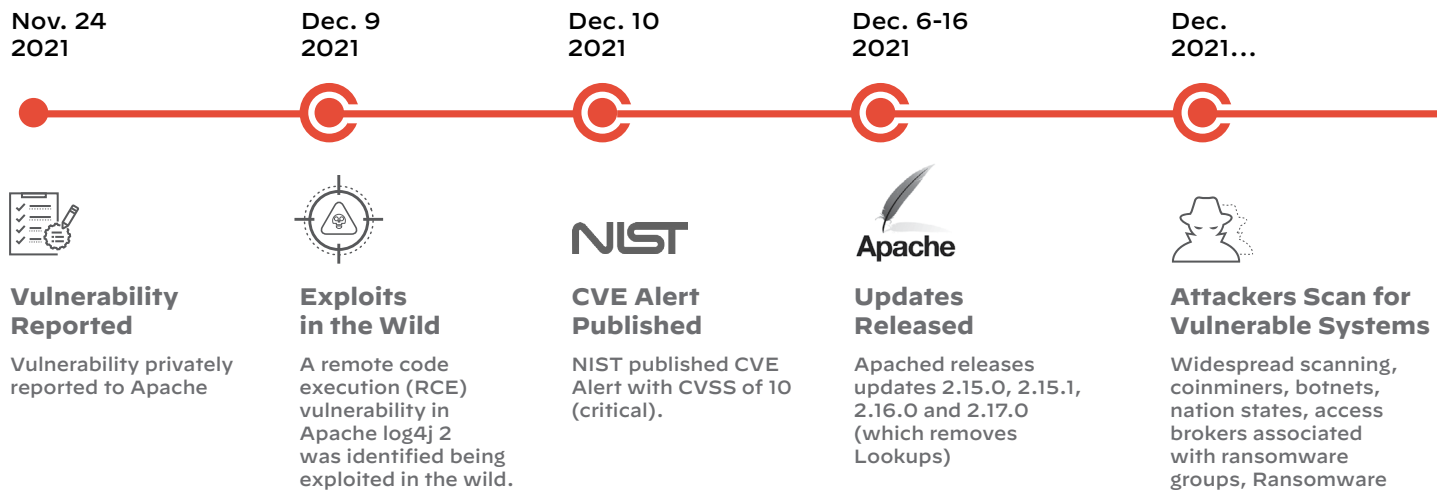 Nov. 24
2021
Dec. 9
2021
Dec. 10
2021
Dec. 6-16
2021
Dec.
2021...
NIST
Apache
Vulnerability
Reported
Vulnerability privately
reported to Apache
Exploits
in the Wild
A remote code
execution (RCE)
vulnerability in
Apache log4j 2
was identified being
exploited in the wild.
CVE Alert
Published
NIST published CVE
Alert with CVSS of 10
(critical).
Updates
Released
Apached releases
updates 2.15.0, 2.15.1,
2.16.0 and 2.17.0
(which removes
Lookups)
Attackers Scan for
Vulnerable Systems
Widespread scanning,
coinminers, botnets,
nation states, access
brokers associated
with ransomware
groups, Ransomware